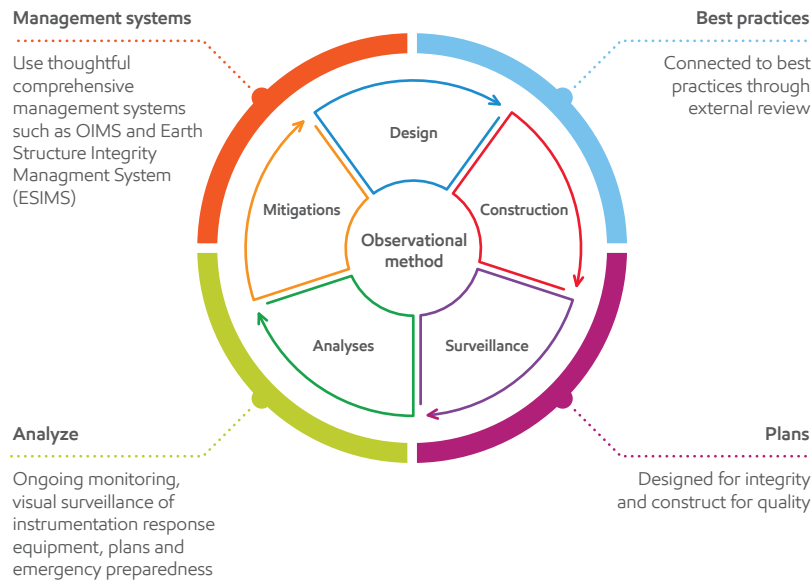 Management systems
Use thoughtful
comprehensive
management systems
such as OIMS and Earth
Structure Integrity
Managment System
(ESIMS)
Best practices
Connected to best
practices through
external review
Design
Mitigations
Construction
Observational
method
Analyses
Surveillance
Analyze
Ongoing monitoring,
visual surveillance of
instrumentation response
equipment, plans and
emergency preparedness
Plans
Designed for integrity
and construct for quality